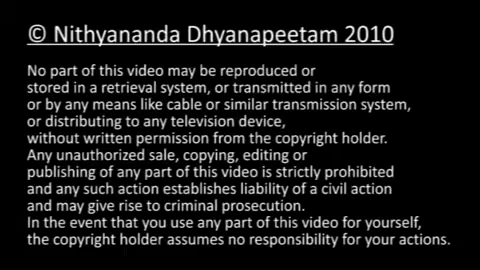 © Nithyananda Dhyanapeetam 2010
No part of this video may be reproduced or
stored in a retrieval system, or transmitted in any form
or by any means like cable or similar transmission system,
or distributing to any television device,
without written permission from the copyright holder.
Any unauthorized sale, copying, editing or
publishing of any part of this video is strictly prohibited
and any such action establishes liability of a civil action
and may give rise to criminal prosecution.
In the event that you use any part of this video for yourself,
the copyright holder assumes no responsibility for your actions.